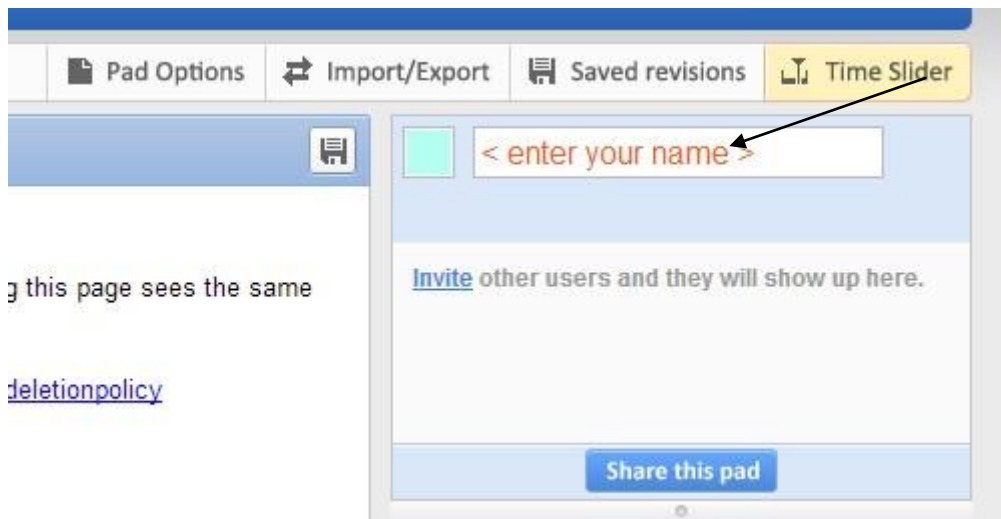 Pad Options Import/Export Saved revisions Time Slider
< enter your name >
Invite other users and they will show up here.
this page sees the same
deletionpolicy
Share this pad